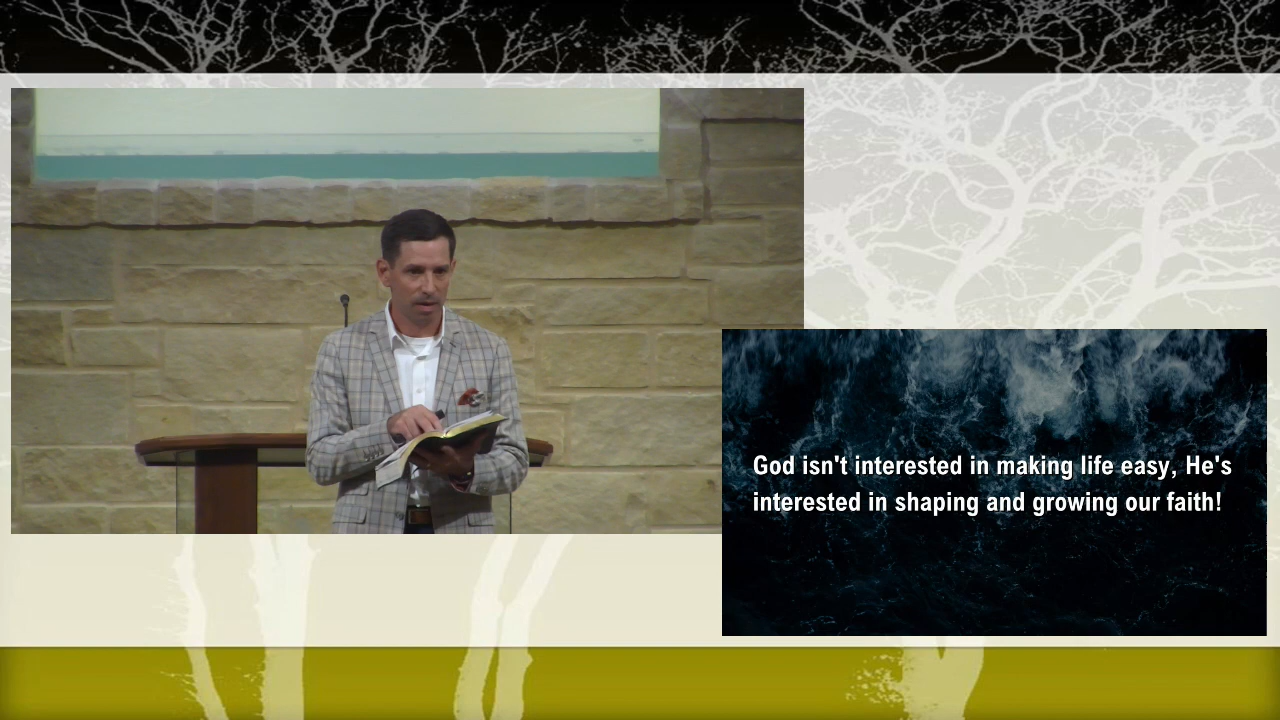 God isn't interested in making life easy, He's
interested in shaping and growing our faith!